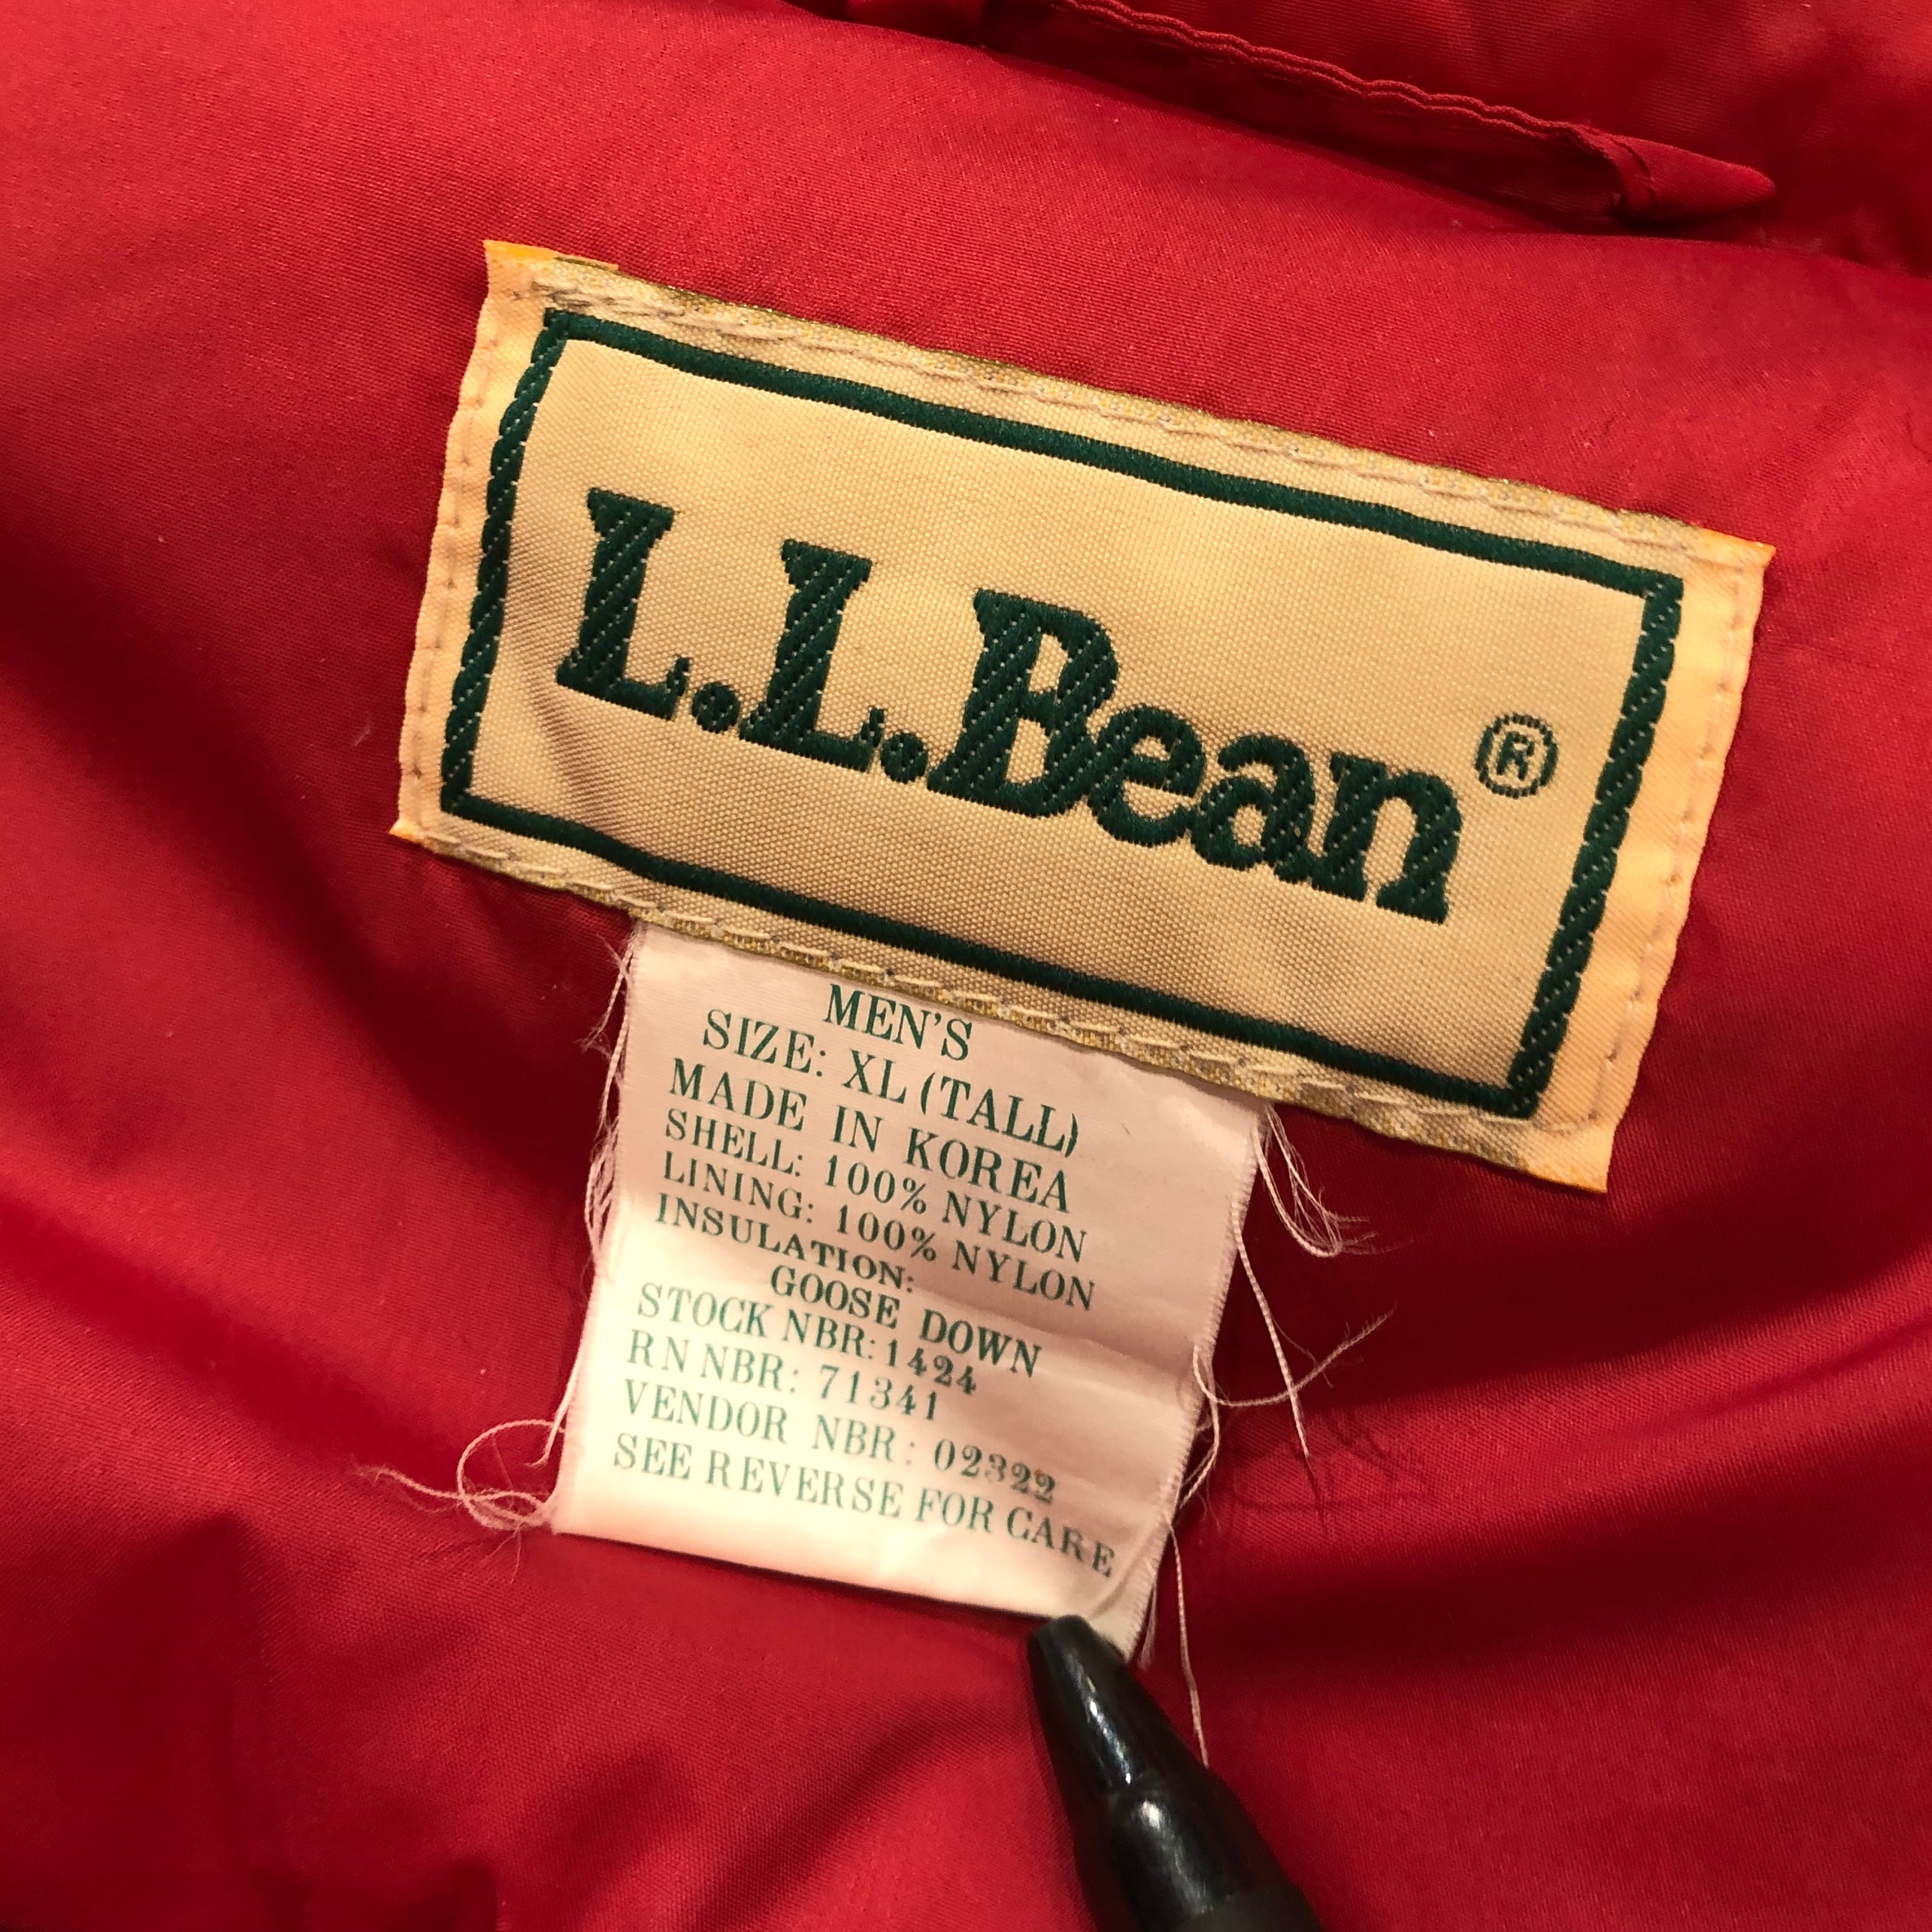 L.L.Bean®
MEN'S
SIZE: XL (TALL)
MADE IN KOREA
SHELL: 100% NYLON
LINING: 100% NYLON
INSULATION:
GOOSE DOWN
STOCK NBR: 1424
RN NBR: 71341
VENDOR NBR: 02322
SEE REVERSE FOR CARE